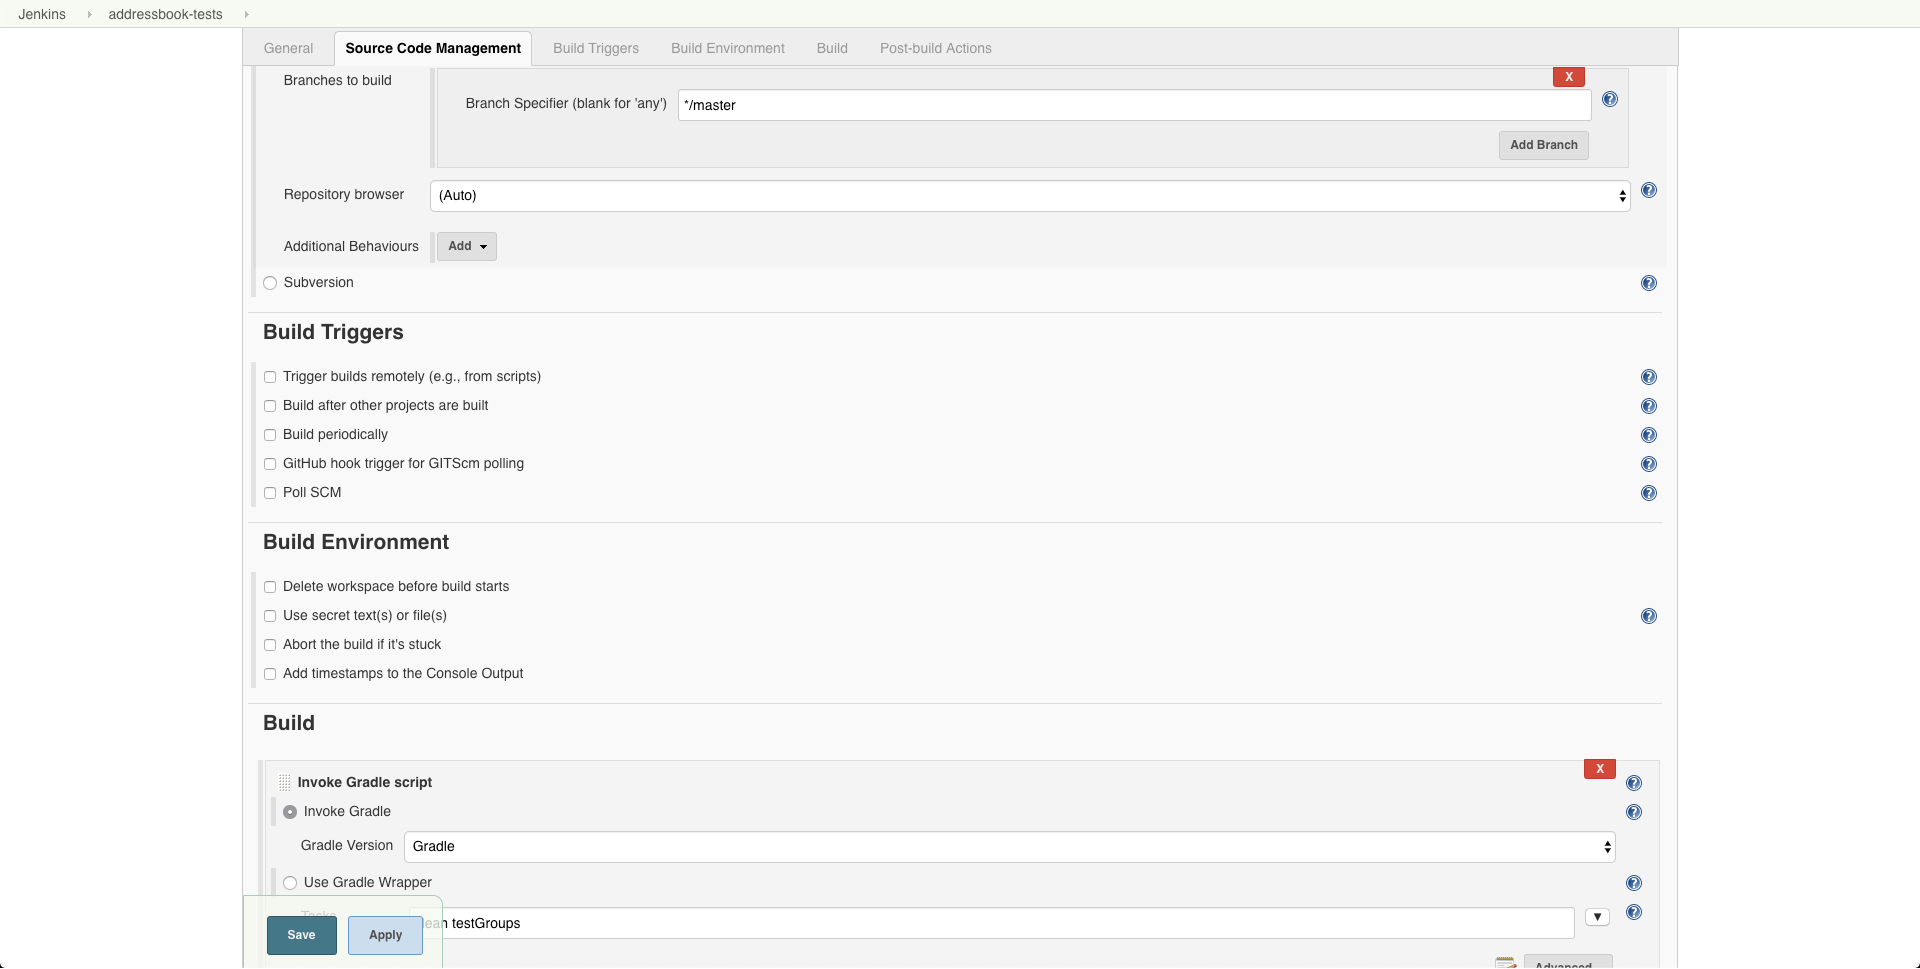 Jenkins addressbook-tests
General Source Code Management Build Triggers Build Environment Build Post-build Actions
Branches to build
X
Branch Specifier (blank for 'any') */master
Add Branch
Repository browser (Auto)
Additional Behaviours Add
Subversion
Build Triggers
Trigger builds remotely (e.g., from scripts)
Build after other projects are built
Build periodically
GitHub hook trigger for GITScm polling
Poll SCM
Build Environment
Delete workspace before build starts
Use secret text(s) or file(s)
Abort the build if it's stuck
Add timestamps to the Console Output
Build
X
Invoke Gradle script
Invoke Gradle
Gradle Version Gradle
Use Gradle Wrapper
Tasks testGroups
Save Apply
Advanced...